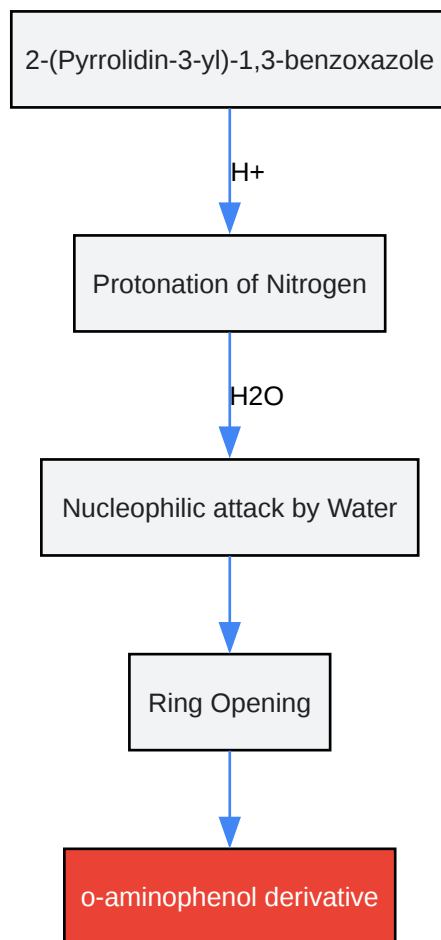 2-(Pyrrolidin-3-yl)-1,3-benzoxazole
H+
Protonation of Nitrogen
H2O
Nucleophilic attack by Water
Ring Opening
o-aminophenol derivative